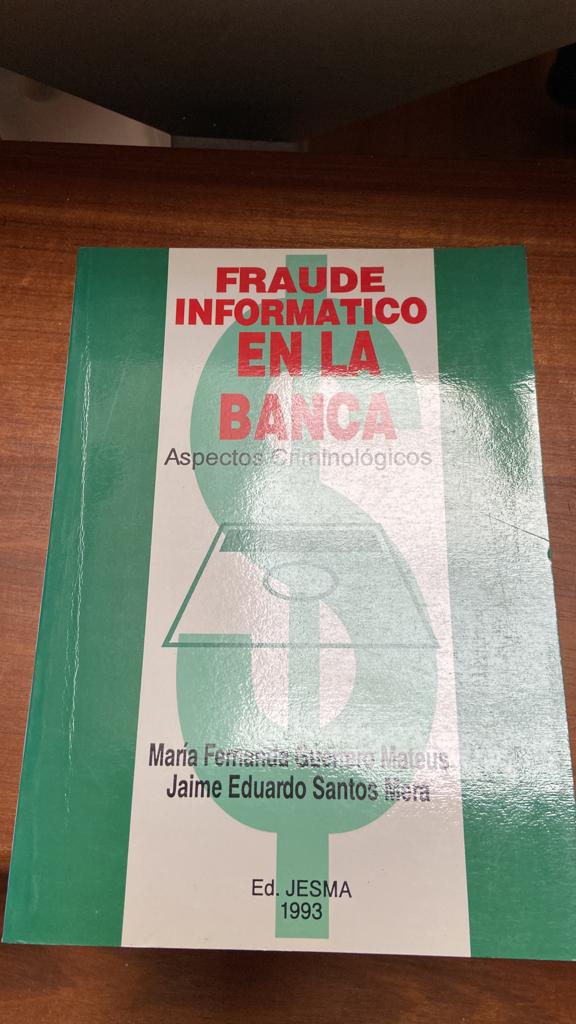 FRAUDE
INFORMATICO
EN LA
BANCA
Aspectos Criminológicos
María Fernanda Guerrero Mateus
Jaime Eduardo Santos Mera
Ed. JESMA
1993